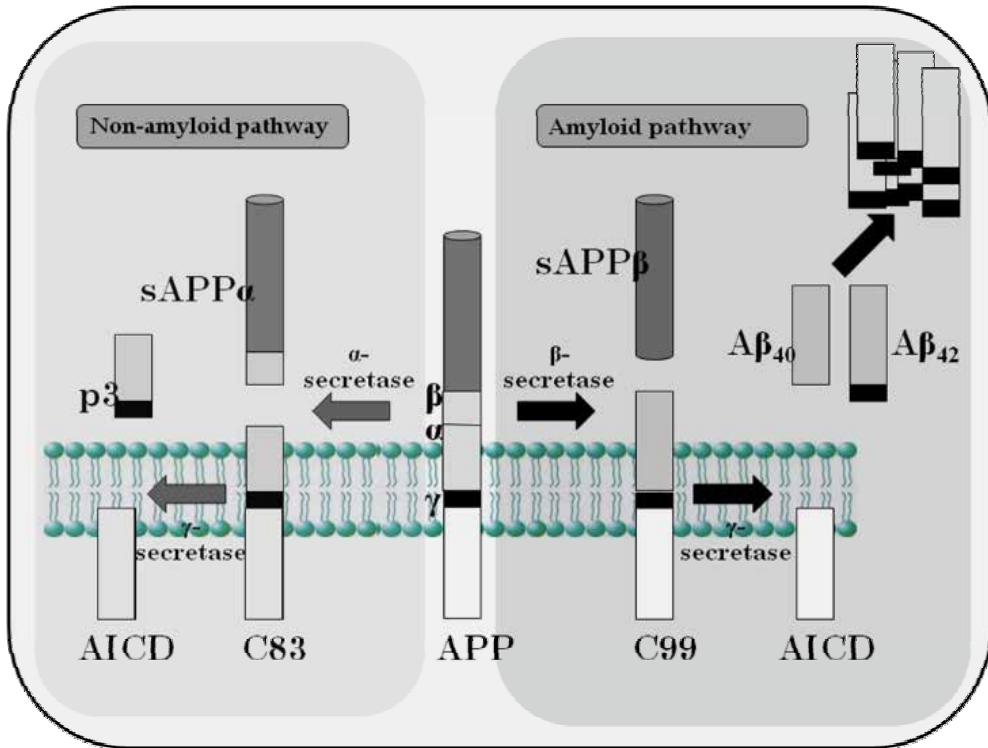 Non-amyloid pathway
Amyloid pathway
sAPPα
sAPPβ
p3
α-
secretase
β
α
γ
β-
secretase
Aβ₄₀
Aβ₄₂
γ-
secretase
γ-
secretase
AICD
C83
APP
C99
AICD